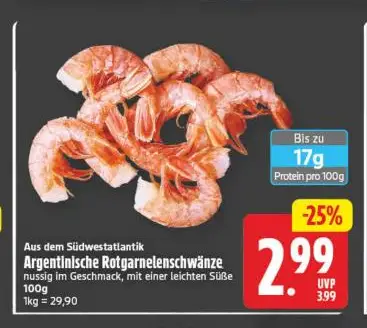 Bis zu
17g
Protein pro 100g
-25%
2.99
UVP
3.99
Aus dem Südwestatlantik
Argentinische Rotgarnelenschwänze
nussig im Geschmack, mit einer leichten Süße
100g
1kg = 29,90